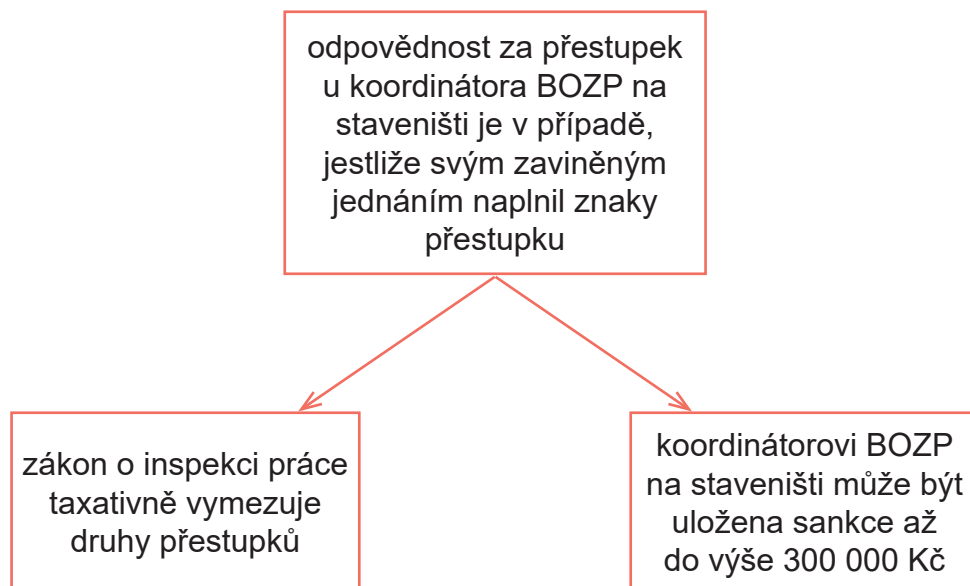 odpovědnost za přestupek
u koordinátora BOZP na
staveništi je v případě,
jestliže svým zaviněným
jednáním naplnil znaky
přestupku
zákon o inspekci práce
taxativně vymezuje
druhy přestupků
koordinátorovi BOZP
na staveništi může být
uložena sankce až
do výše 300 000 Kč